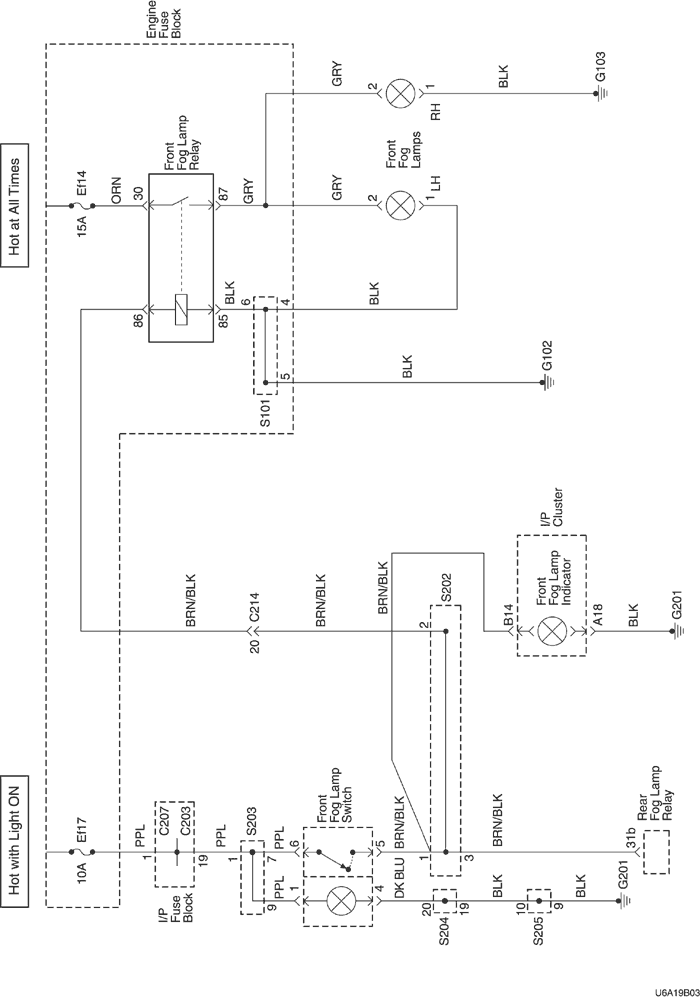 Hot at All Times
Hot with Light ON
Engine
Fuse
Block
Ef14
15A
ORN
30
Front
Fog Lamp
Relay
87
GRY
GRY
2
1
RH
BLK
G103
Front
Fog
Lamps
GRY
2
1 LH
86
85
BLK
6
4
BLK
5
S101
BLK
G102
BRN/BLK
C214
20
BRN/BLK
BRN/BLK
2
S202
I/P
Cluster
B14
Front
Fog Lamp
Indicator
A18
BLK
G201
Ef17
10A
PPL
1
C207
C203
I/P
Fuse
Block
19
PPL
1
S203
7
PPL
6
9
PPL
1
Front
Fog Lamp
Switch
5
BRN/BLK
4
DK BLU
1
3
BRN/BLK
31b
Rear
Fog Lamp
Relay
20
19
S204
BLK
10
9
S205
BLK
G201
U6A19B03